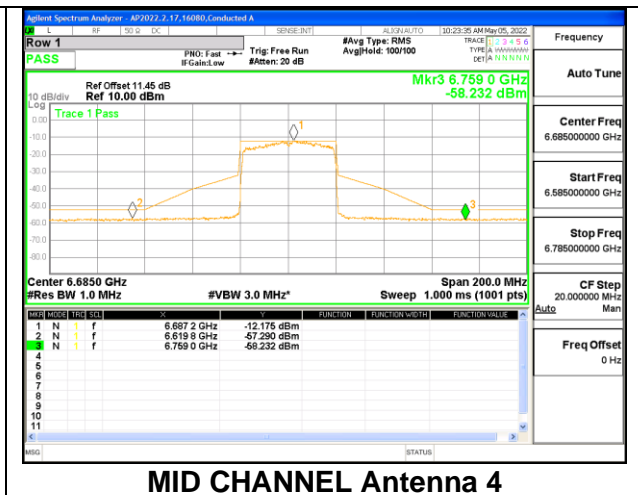 Agilent Spectrum Analyzer - AP2022.2.17,16080,Conducted A
L RF 50 Ω DC SENSE:INT ALIGN AUTO 10:23:35 AM May 05, 2022
Row 1
PASS
PNO: Fast
IFGain:Low
Trig: Free Run
#Atten: 20 dB
#Avg Type: RMS
Avg|Hold: 100/100
TRACE 1 2 3 4 5 6
TYPE A WWWWW
DET A N N N N N
Mkr3 6.759 0 GHz
-58.232 dBm
Ref Offset 11.45 dB
10 dB/div Ref 10.00 dBm
Log
Trace 1 Pass
0.00
-10.0
-20.0
-30.0
-40.0
-50.0
-60.0
-70.0
-80.0
1
2
3
Center 6.6850 GHz Span 200.0 MHz
#Res BW 1.0 MHz #VBW 3.0 MHz* Sweep 1.000 ms (1001 pts)
MKR MODE TRC SCL X Y FUNCTION FUNCTION WIDTH FUNCTION VALUE
1 N 1 f 6.687 2 GHz -12.175 dBm
2 N 1 f 6.619 8 GHz -57.290 dBm
3 N 1 f 6.759 0 GHz -58.232 dBm
4
5
6
7
8
9
10
11
MSG STATUS
Frequency
Auto Tune
Center Freq
6.685000000 GHz
Start Freq
6.585000000 GHz
Stop Freq
6.785000000 GHz
CF Step
20.000000 MHz
Auto Man
Freq Offset
0 Hz
MID CHANNEL Antenna 4